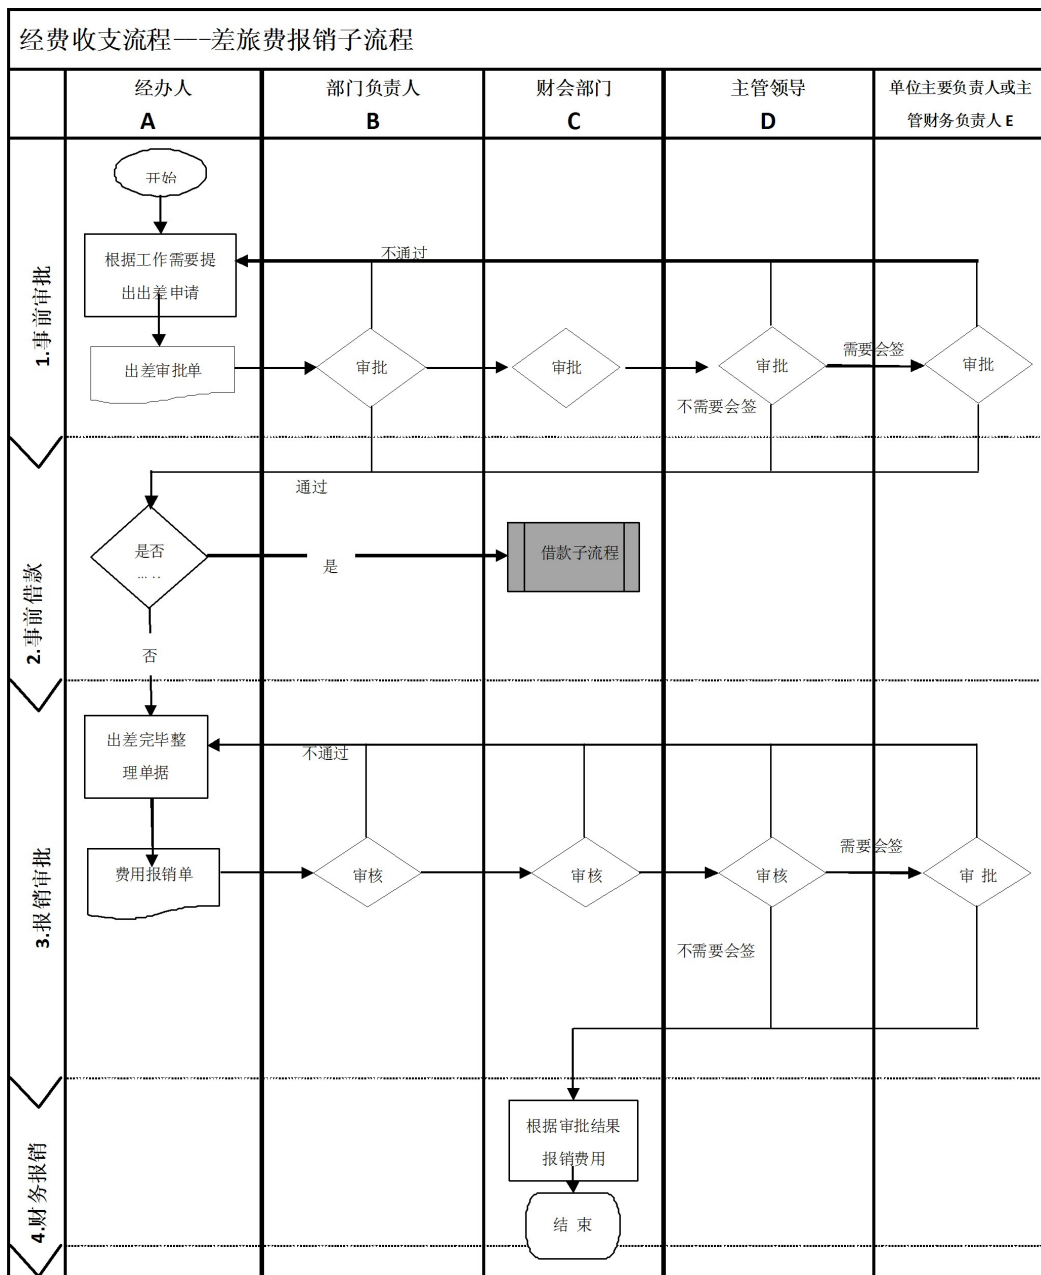 经费收支流程——差旅费报销子流程
经办人
A
部门负责人
B
财会部门
C
主管领导
D
单位主要负责人或主
管财务负责人 E
1.事前审批
开始
根据工作需要提
出出差申请
不通过
出差审批单
审批
审批
审批
需要会签
审批
不需要会签
2.事前借款
通过
是否
是
借款子流程
否
3.报销审批
出差完毕整
理单据
不通过
费用报销单
审核
审核
审核
需要会签
审 批
不需要会签
4.财务报销
根据审批结果
报销费用
结 束